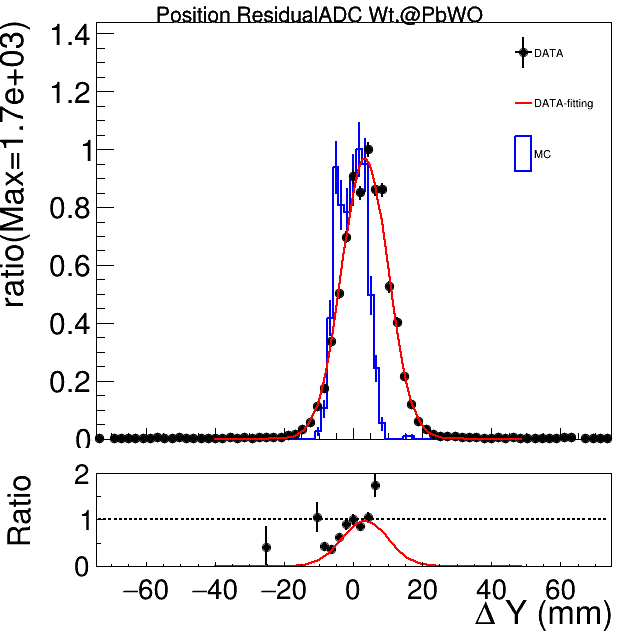 Position ResidualADC Wt.@PbWO
ratio(Max=1.7e+03)
1.4
1.2
1
0.8
0.6
0.4
0.2
0
DATA
DATA-fitting
MC
Ratio
2
1
0
−60 −40 −20 0 20 40 60
Δ Y (mm)